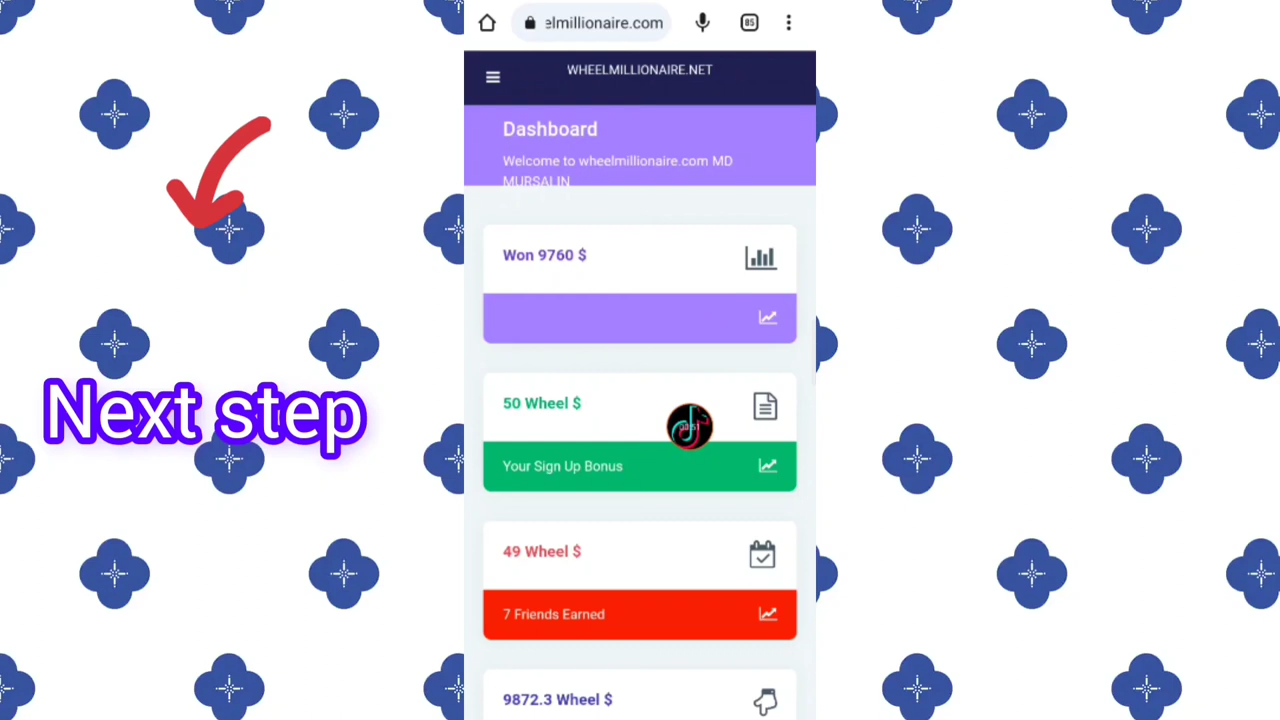 elmillionaire.com
85
WHEELMILLIONAIRE.NET
Dashboard
Welcome to wheelmillionaire.com MD
MURSALIN
Won 9760 $
50 Wheel $
Your Sign Up Bonus
49 Wheel $
7 Friends Earned
9872.3 Wheel $
Next step